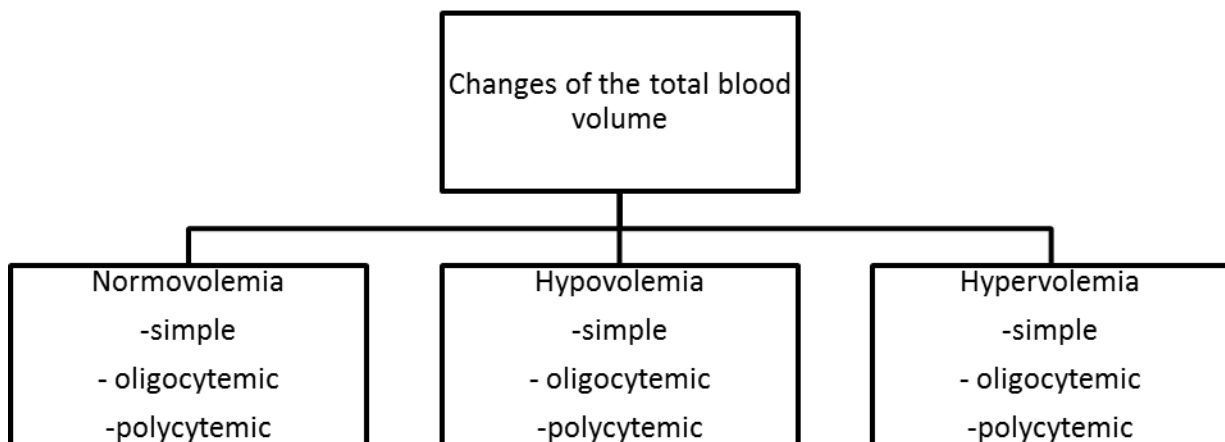 Changes of the total blood
volume
Normovolemia
-simple
- oligocytemic
-polycytemic
Hypovolemia
-simple
- oligocytemic
-polycytemic
Hypervolemia
-simple
- oligocytemic
-polycytemic